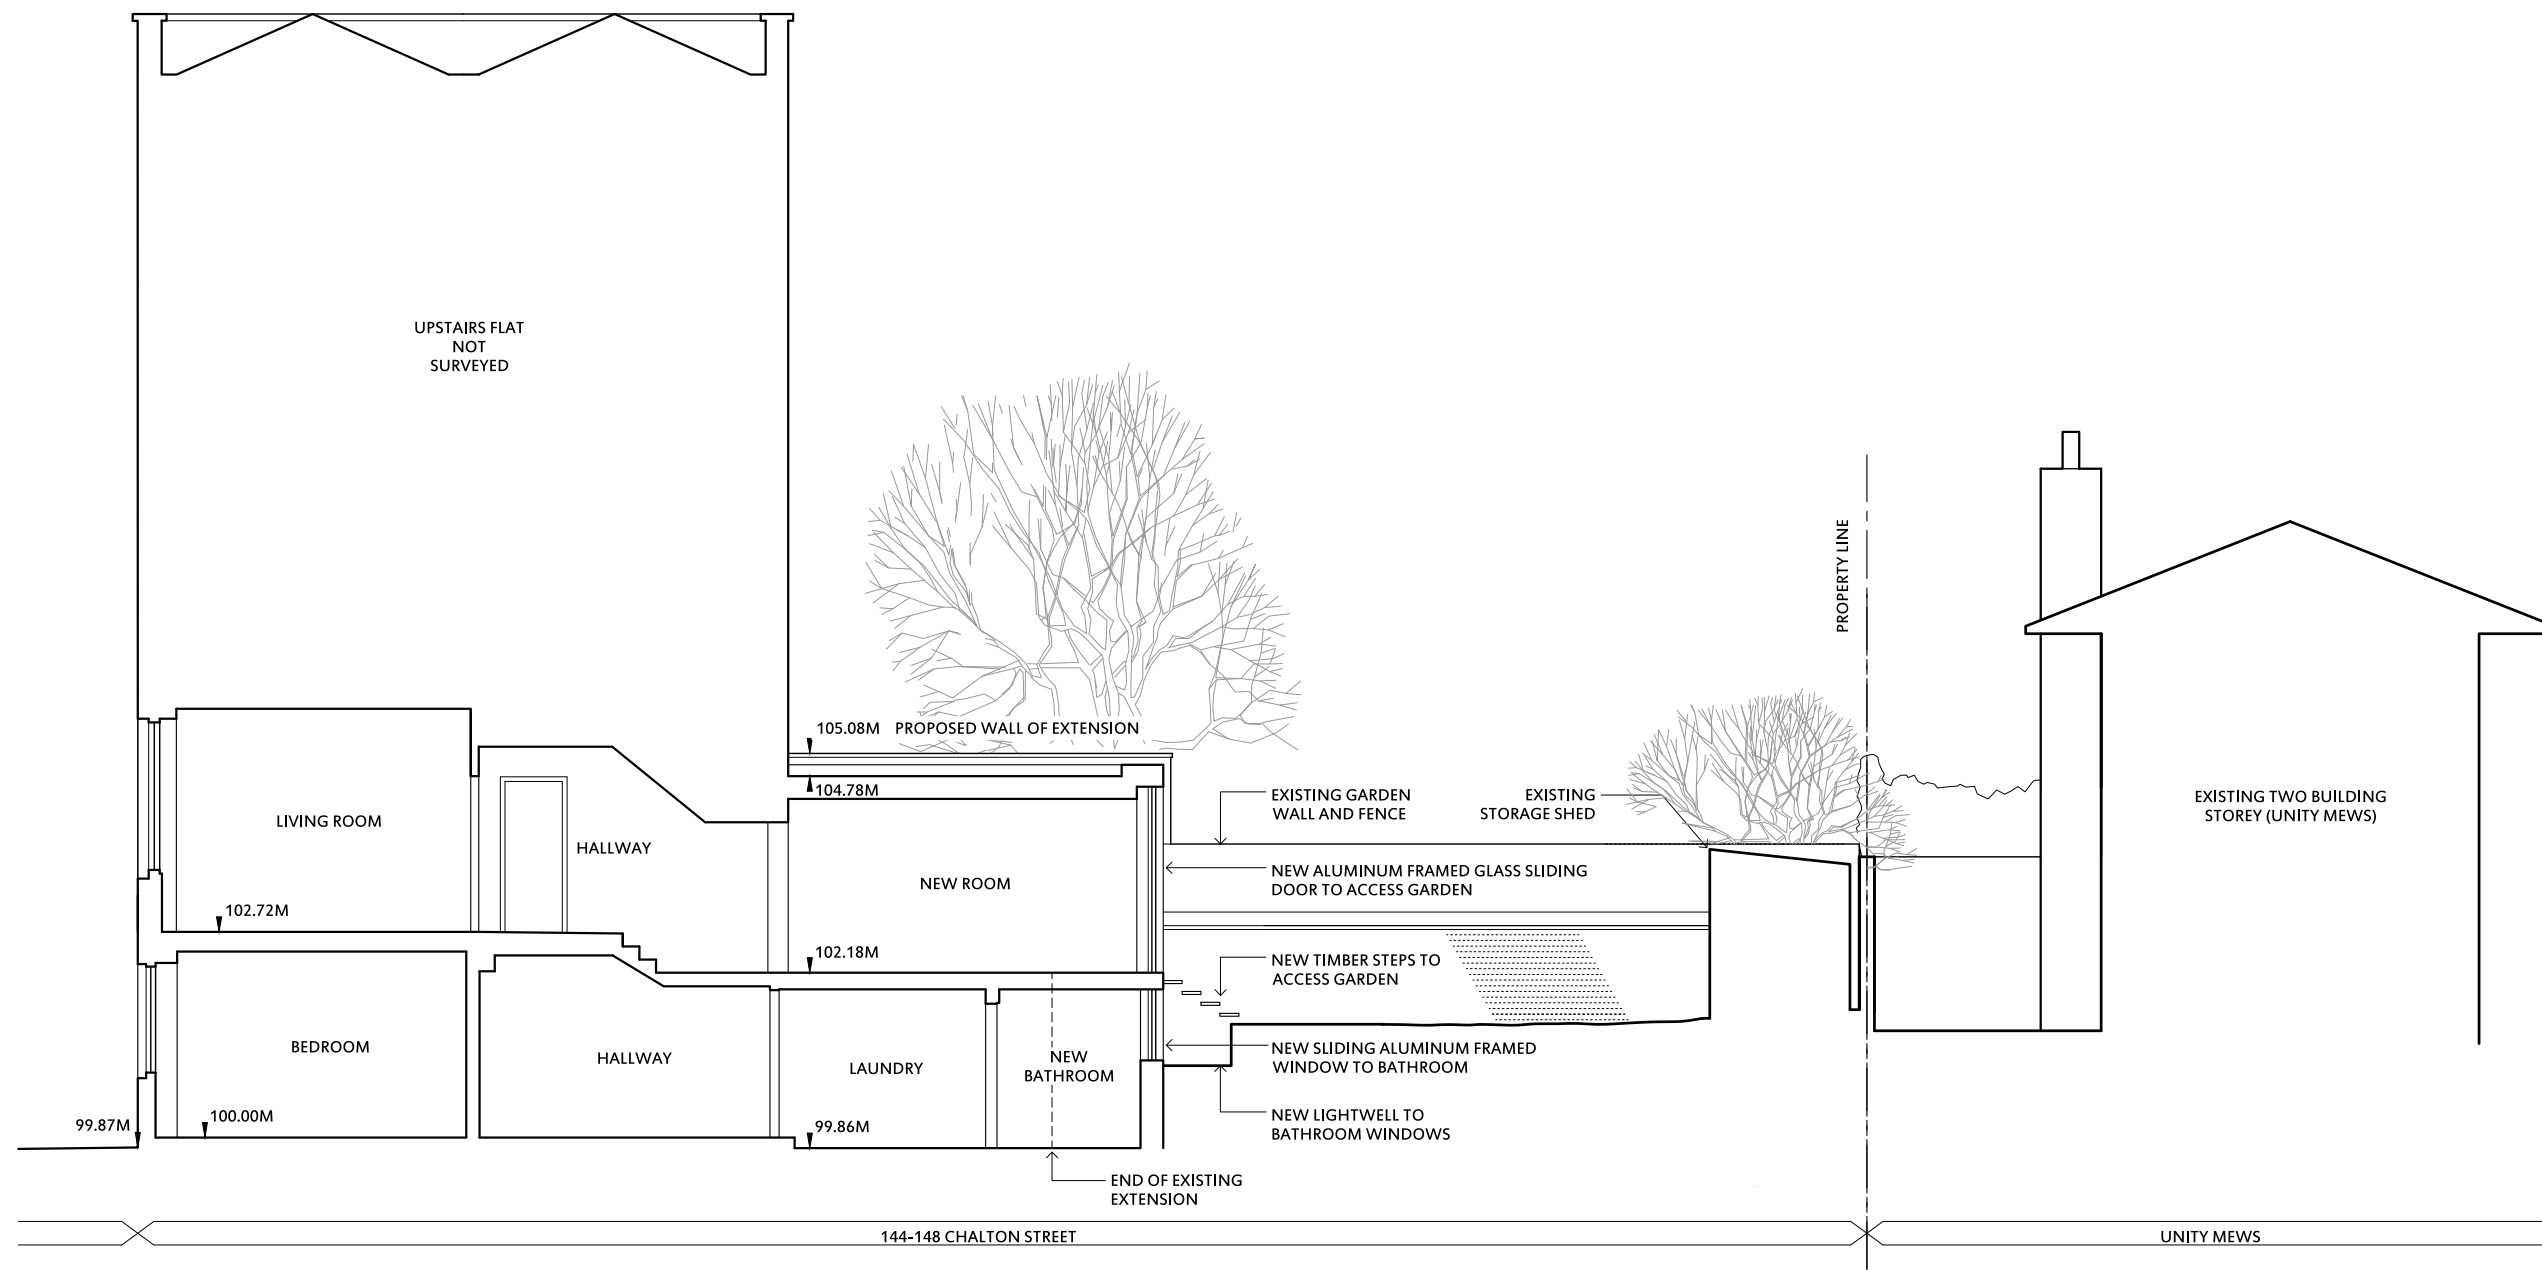 UPSTAIRS FLAT
NOT
SURVEYED
PROPERTY LINE
105.08M
PROPOSED WALL OF EXTENSION
104.78M
EXISTING GARDEN
WALL AND FENCE
EXISTING
STORAGE SHED
EXISTING TWO BUILDING
STOREY (UNITY MEWS)
LIVING ROOM
HALLWAY
NEW ROOM
NEW ALUMINUM FRAMED GLASS SLIDING
DOOR TO ACCESS GARDEN
102.72M
102.18M
NEW TIMBER STEPS TO
ACCESS GARDEN
BEDROOM
HALLWAY
LAUNDRY
NEW
BATHROOM
NEW SLIDING ALUMINUM FRAMED
WINDOW TO BATHROOM
99.87M
100.00M
99.86M
NEW LIGHTWELL TO
BATHROOM WINDOWS
END OF EXISTING
EXTENSION
144-148 CHALTON STREET
UNITY MEWS